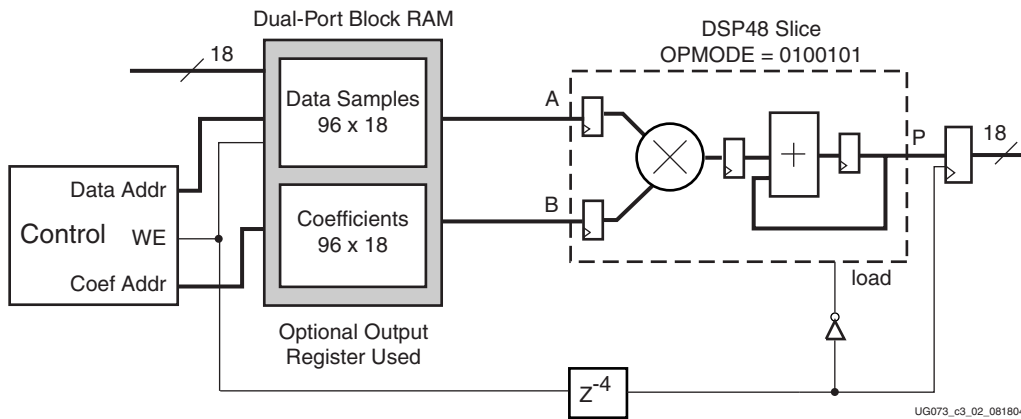 Dual-Port Block RAM
DSP48 Slice
OPMODE = 0100101
18
Data Samples
96 x 18
A
P
18
Data Addr
Control
WE
Coef Addr
Coefficients
96 x 18
B
load
Optional Output
Register Used
Z-4